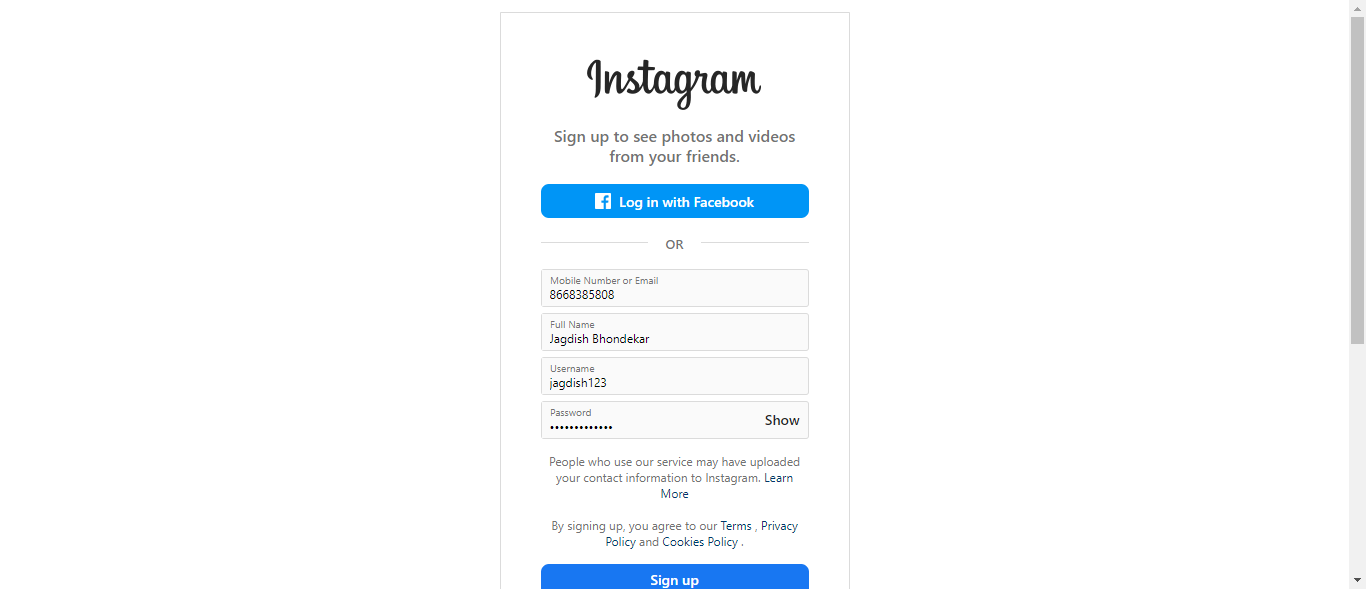 Instagram
Sign up to see photos and videos
from your friends.
Log in with Facebook
OR
Mobile Number or Email
8668385808
Full Name
Jagdish Bhondekar
Username
jagdish123
Password
•••••••••••••
Show
People who use our service may have uploaded
your contact information to Instagram. Learn
More
By signing up, you agree to our Terms , Privacy
Policy and Cookies Policy .
Sign up